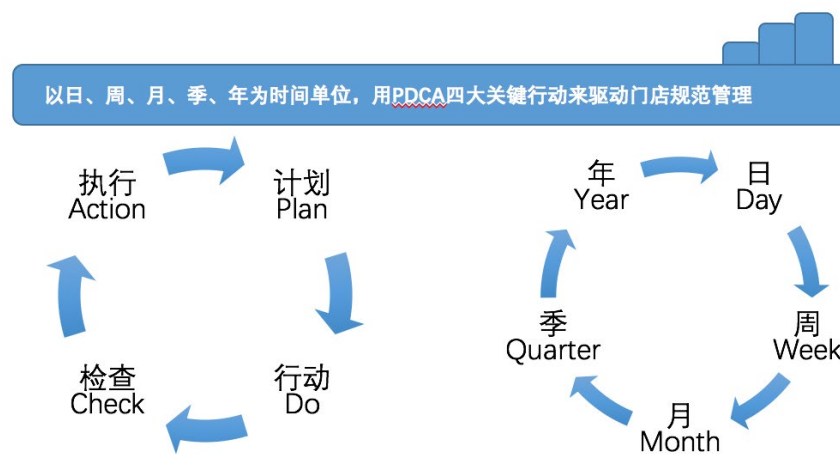 以日、周、月、季、年为时间单位，用PDCA四大关键行动来驱动门店规范管理
执行
Action
计划
Plan
检查
Check
行动
Do
年
Year
日
Day
季
Quarter
周
Week
月
Month